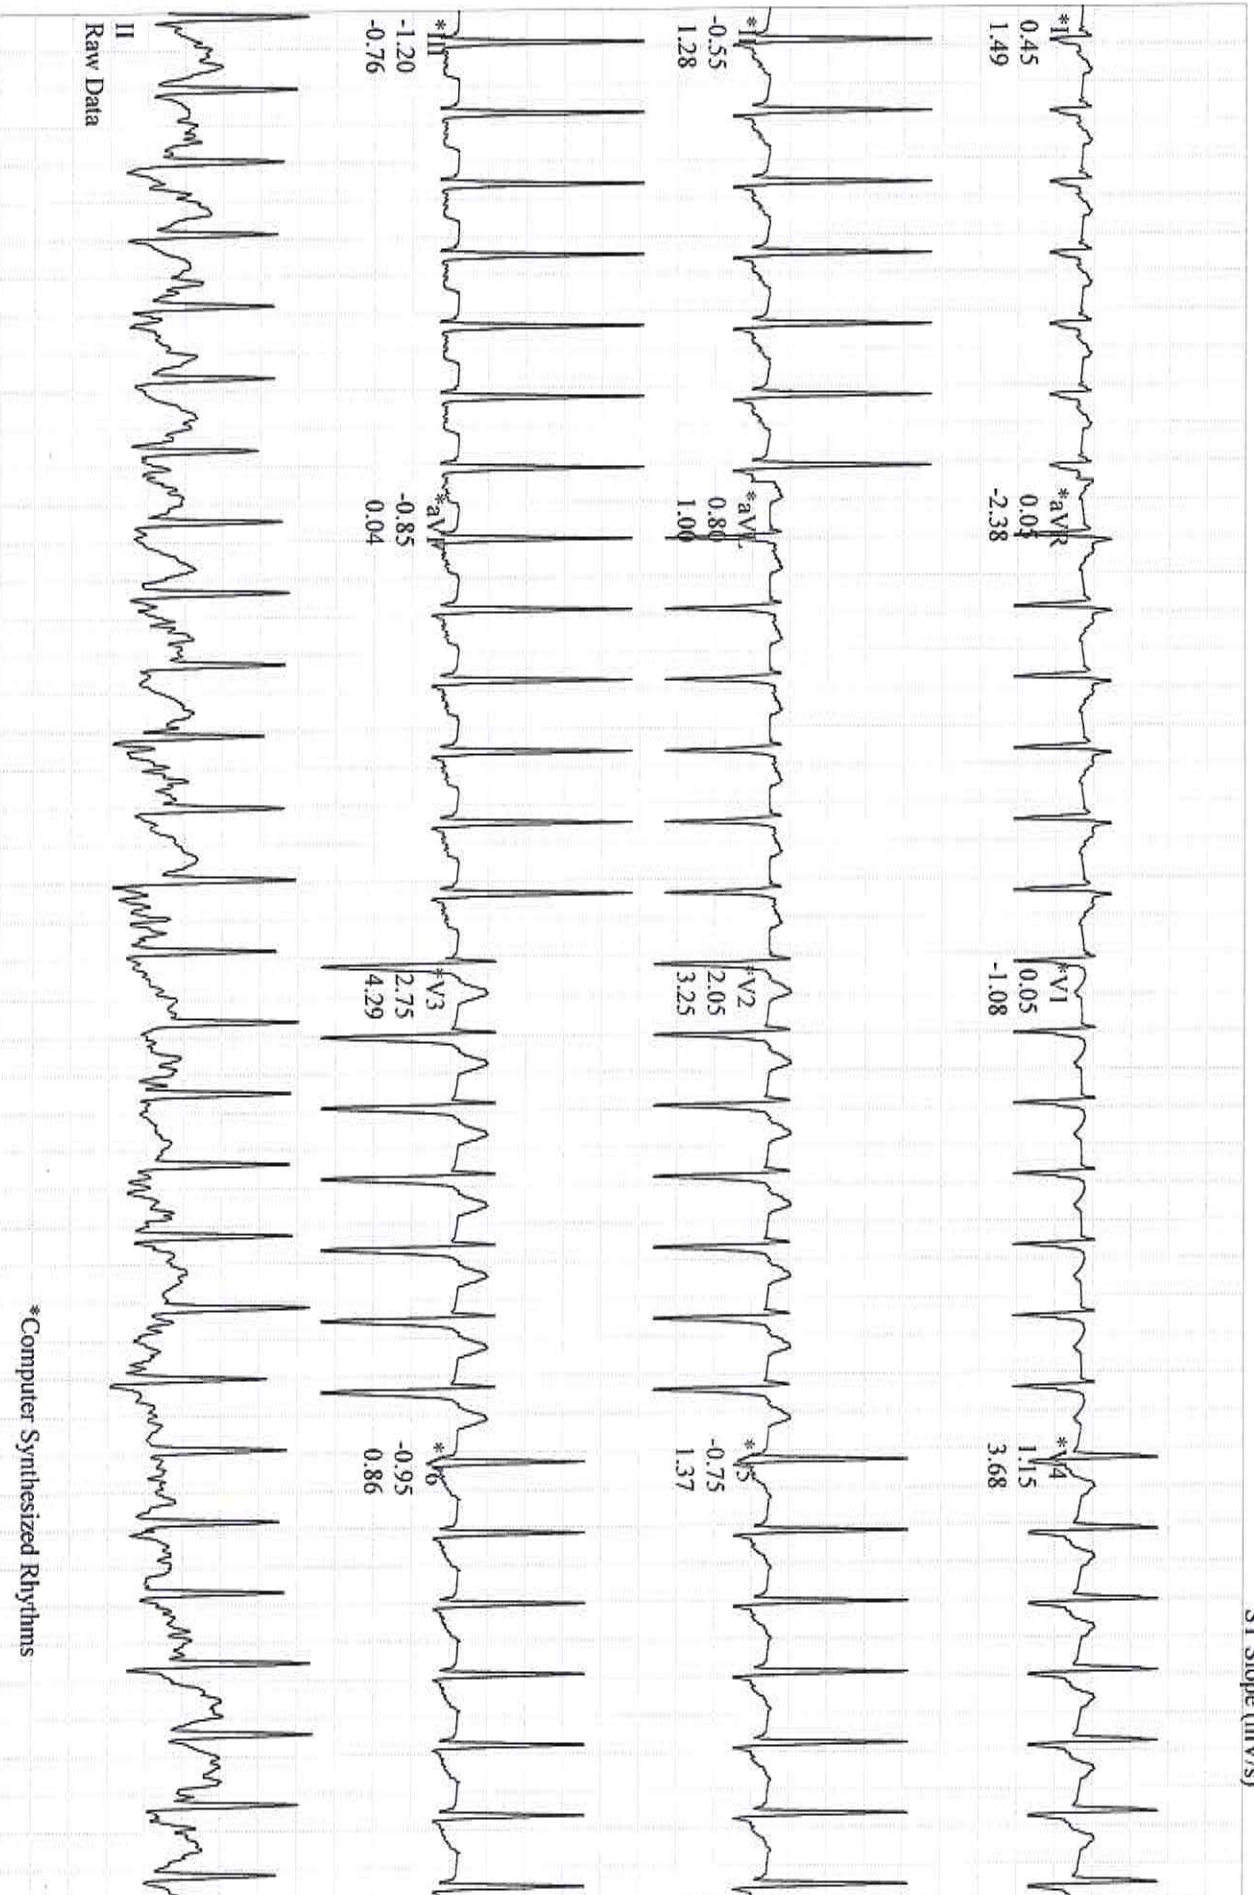 ST Slope (mV/s)
*I
0.45
1.49
*aVR
0.05
-2.38
*V1
0.05
-1.08
*V4
1.15
3.68
*II
-0.55
1.28
*aVL
0.80
1.00
*V2
2.05
3.25
*V5
-0.75
1.37
*III
-1.20
-0.76
*aVF
-0.85
0.04
*V3
2.75
4.29
*V6
-0.95
0.86
II
Raw Data
*Computer Synthesized Rhythms